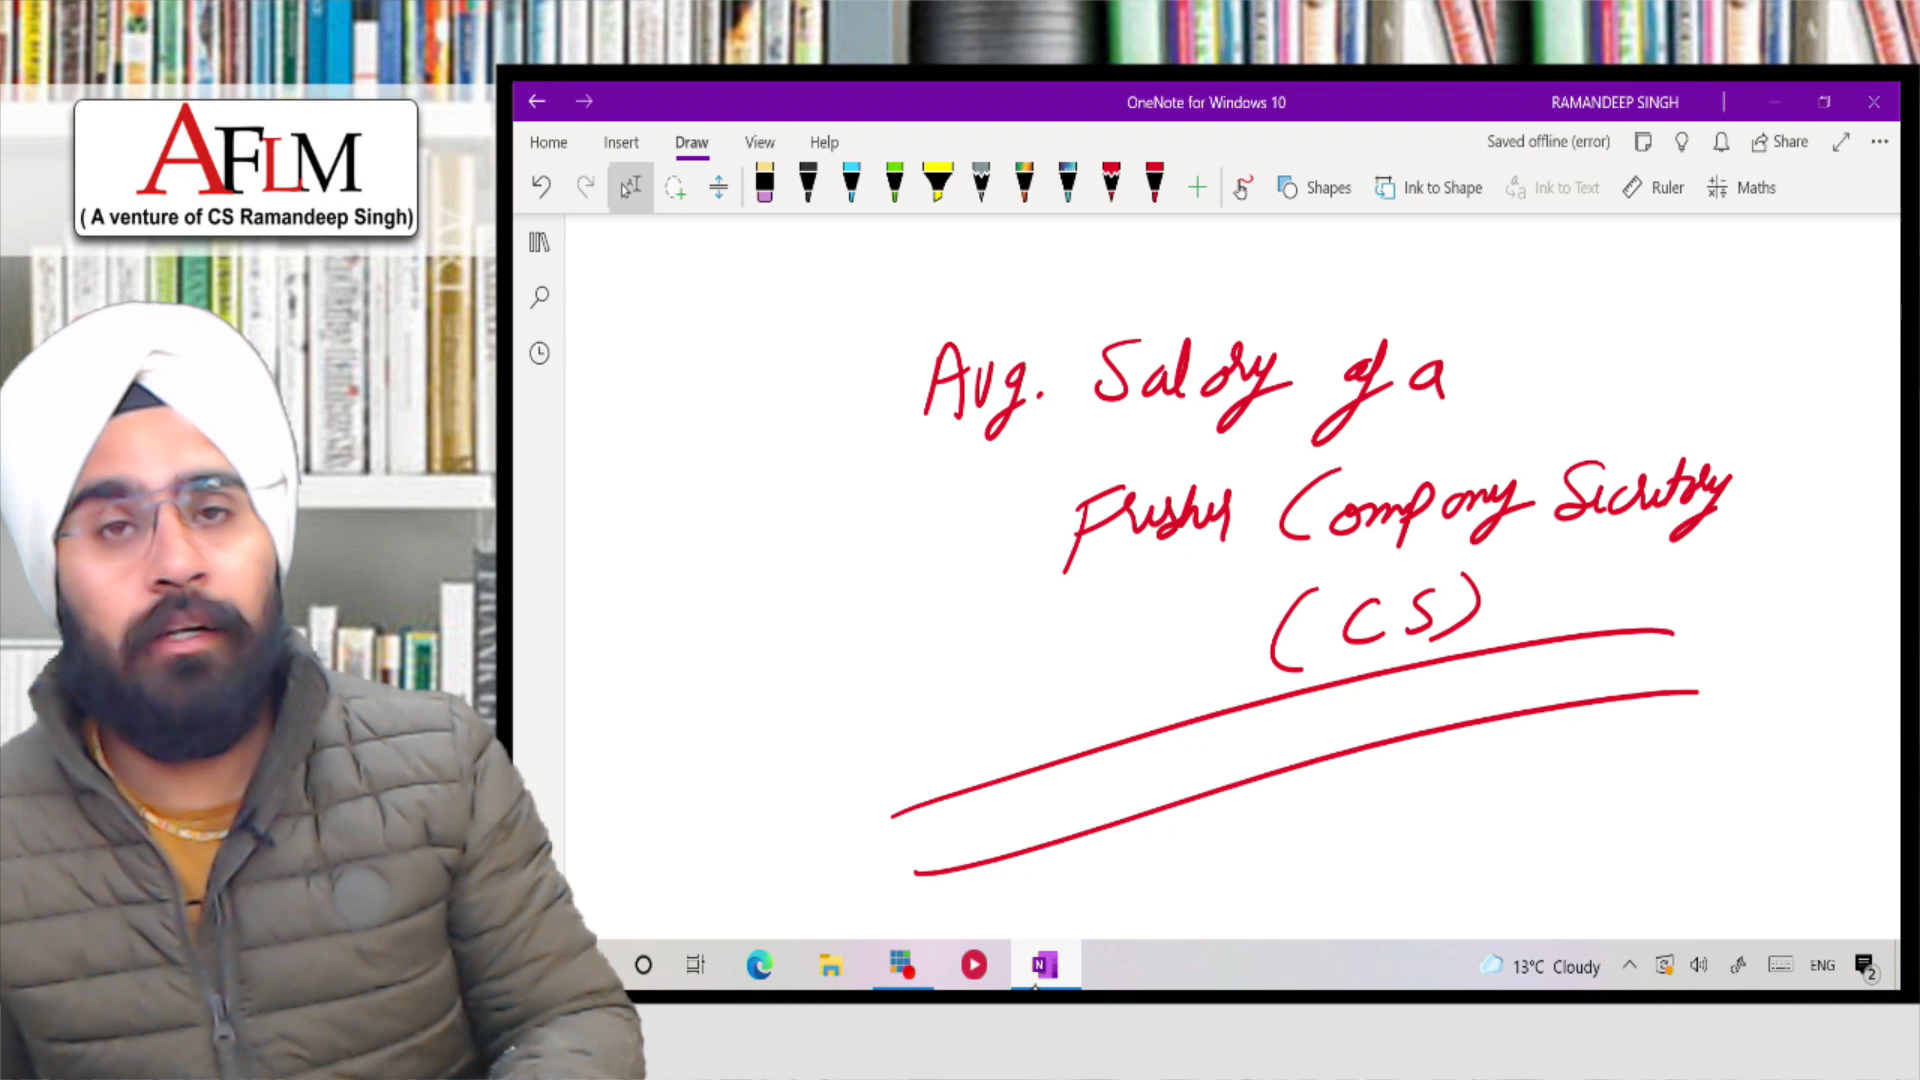 AFLM
( A venture of CS Ramandeep Singh)
OneNote for Windows 10
RAMANDEEP SINGH
Home Insert Draw View Help
Saved offline (error)
Share
Shapes
Ink to Shape
Ink to Text
Ruler
Maths
Avg. Salary of a
Fresher Company Secretary
(CS)
13°C Cloudy
ENG
2